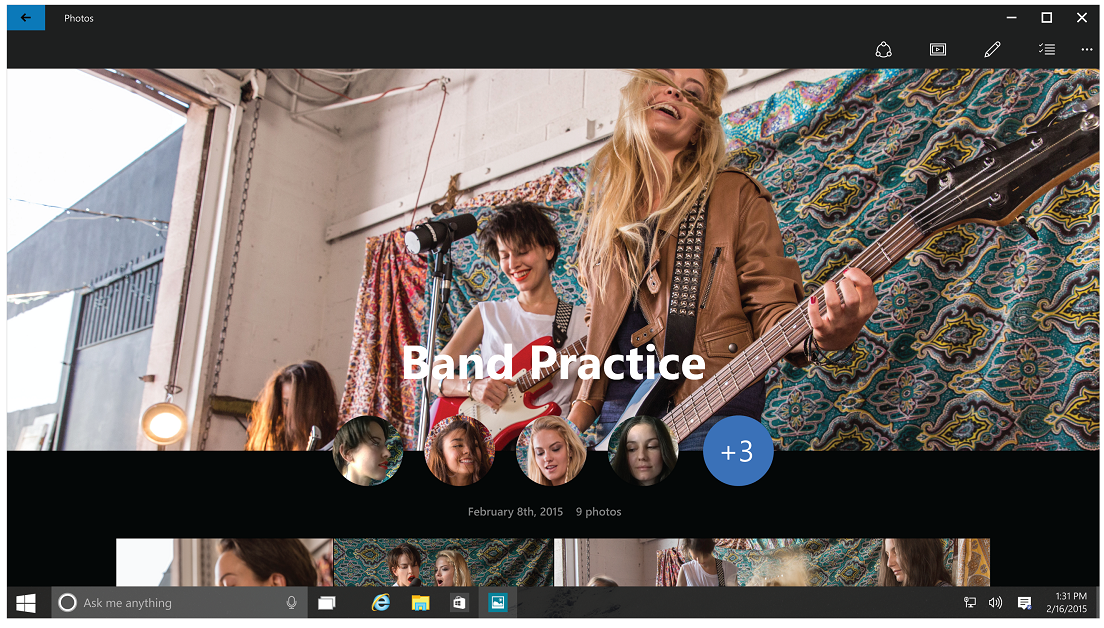 Photos
Band Practice
+3
February 8th, 2015 9 photos
Ask me anything
1:31 PM
2/16/2015